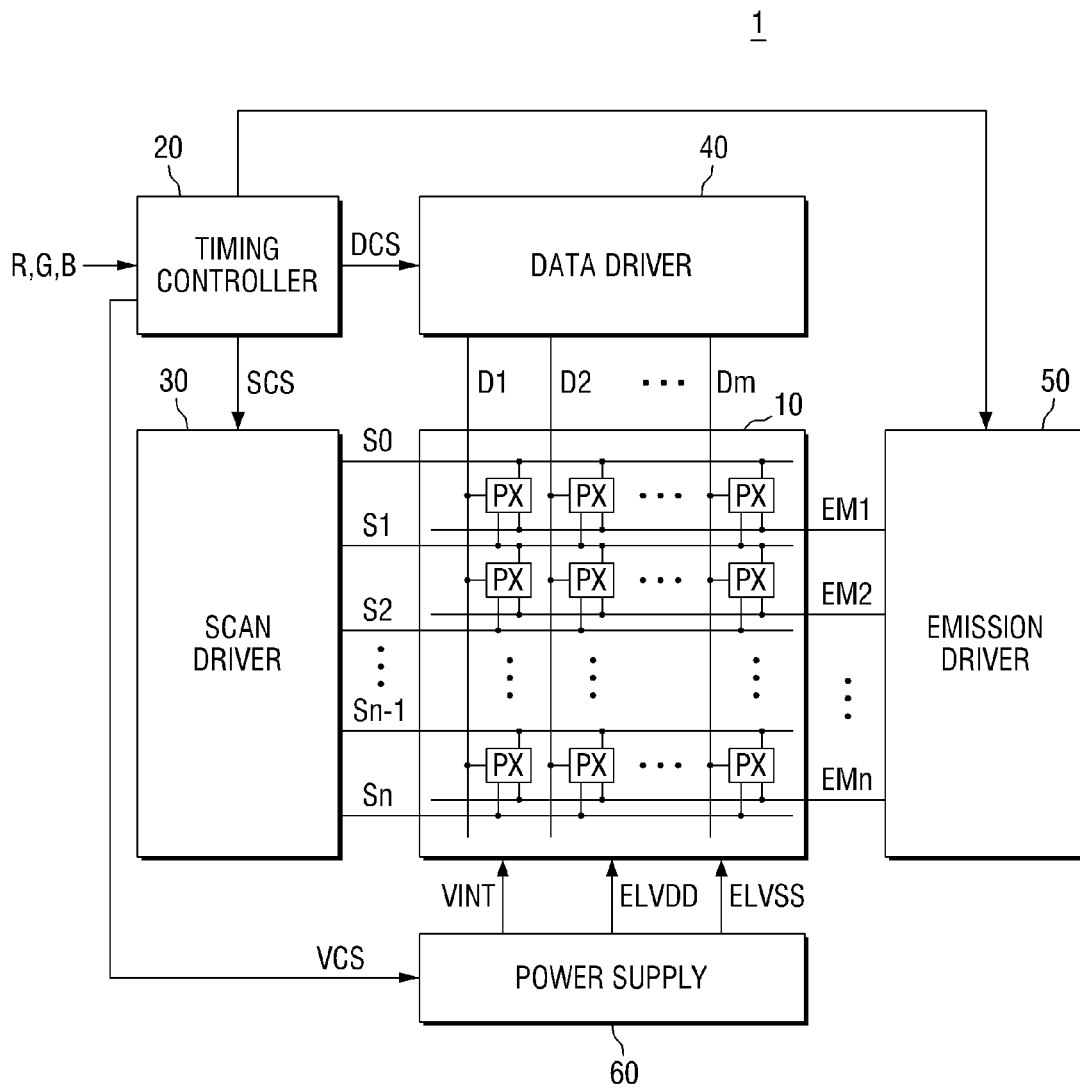 1
20
40
R,G,B
TIMING
CONTROLLER
DCS
DATA DRIVER
SCS
D1 D2 ... Dm
30
10
50
S0
PX PX ... PX
S1
EM1
PX PX ... PX
S2
EM2
SCAN
DRIVER
EMISSION
DRIVER
Sn-1
PX PX ... PX
Sn
EMn
VINT ELVDD ELVSS
VCS
POWER SUPPLY
60